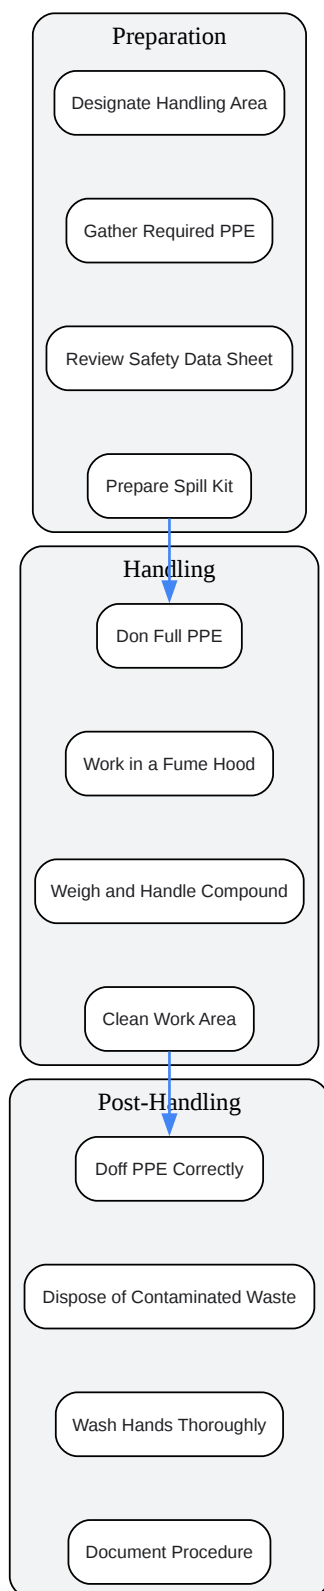 Preparation
Designate Handling Area
Gather Required PPE
Review Safety Data Sheet
Prepare Spill Kit
Handling
Don Full PPE
Work in a Fume Hood
Weigh and Handle Compound
Clean Work Area
Post-Handling
Doff PPE Correctly
Dispose of Contaminated Waste
Wash Hands Thoroughly
Document Procedure